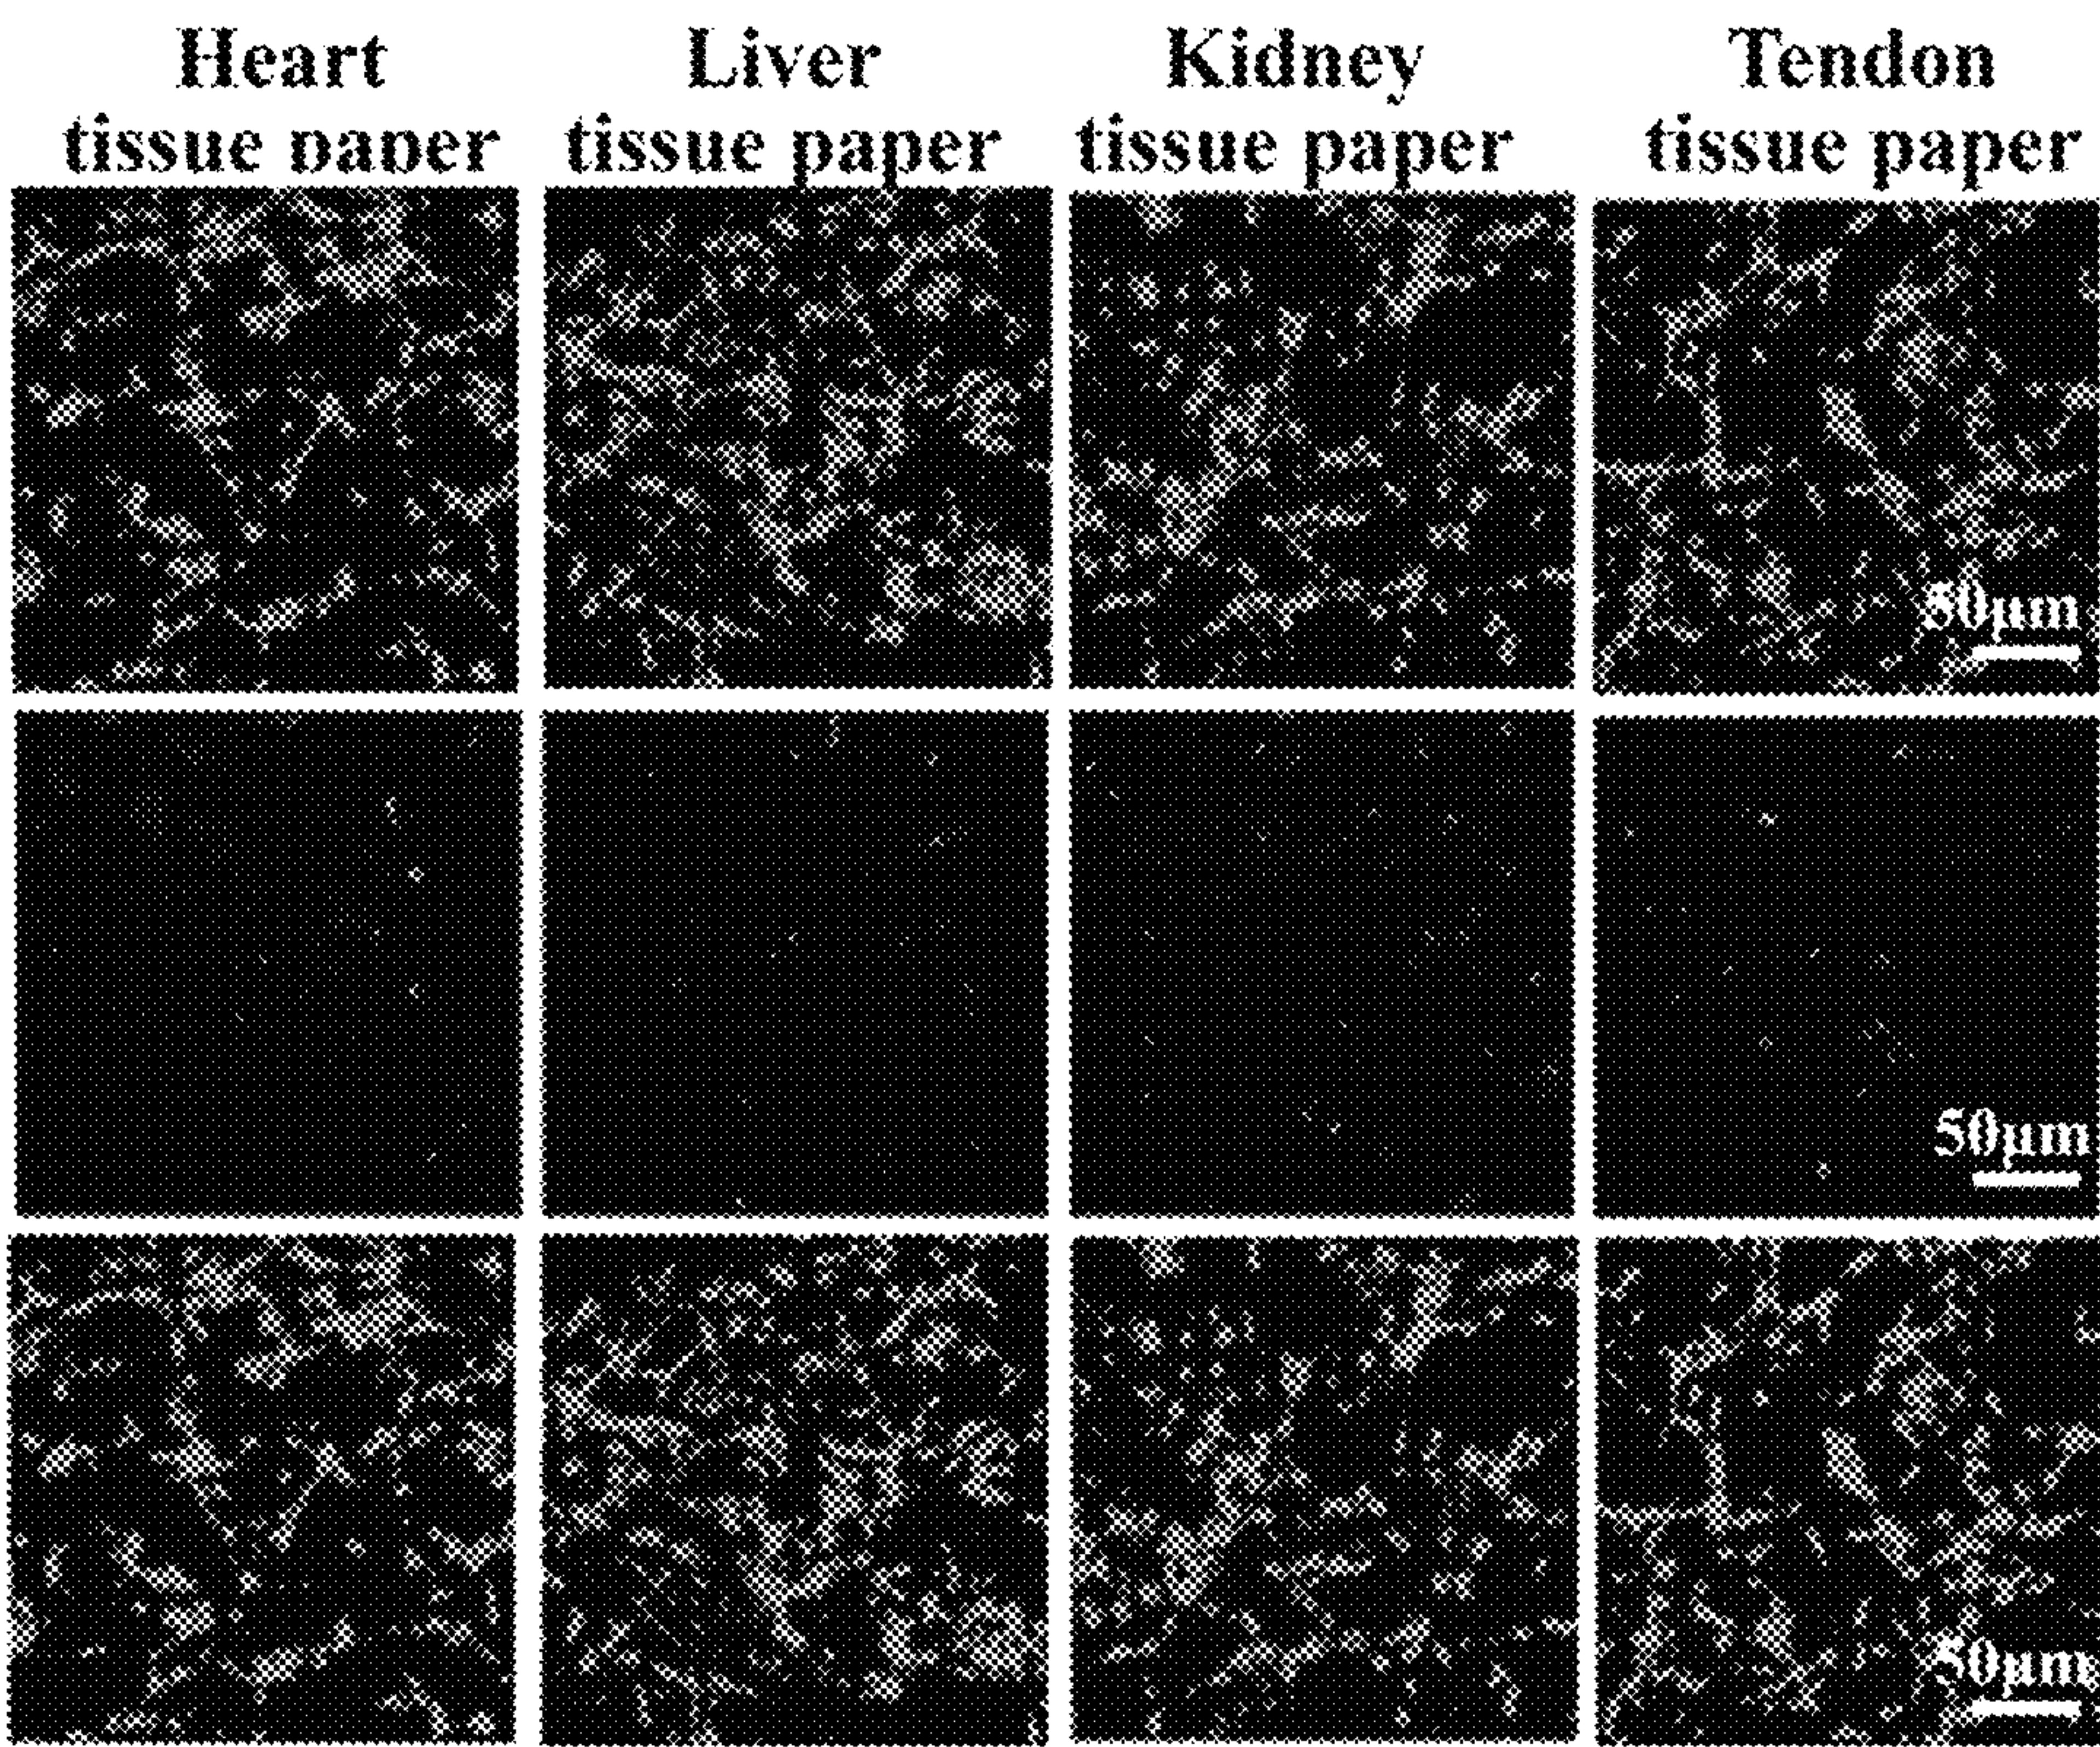 Heart
tissue paper
Liver
tissue paper
Kidney
tissue paper
Tendon
tissue paper
50µm
50µm
50µm